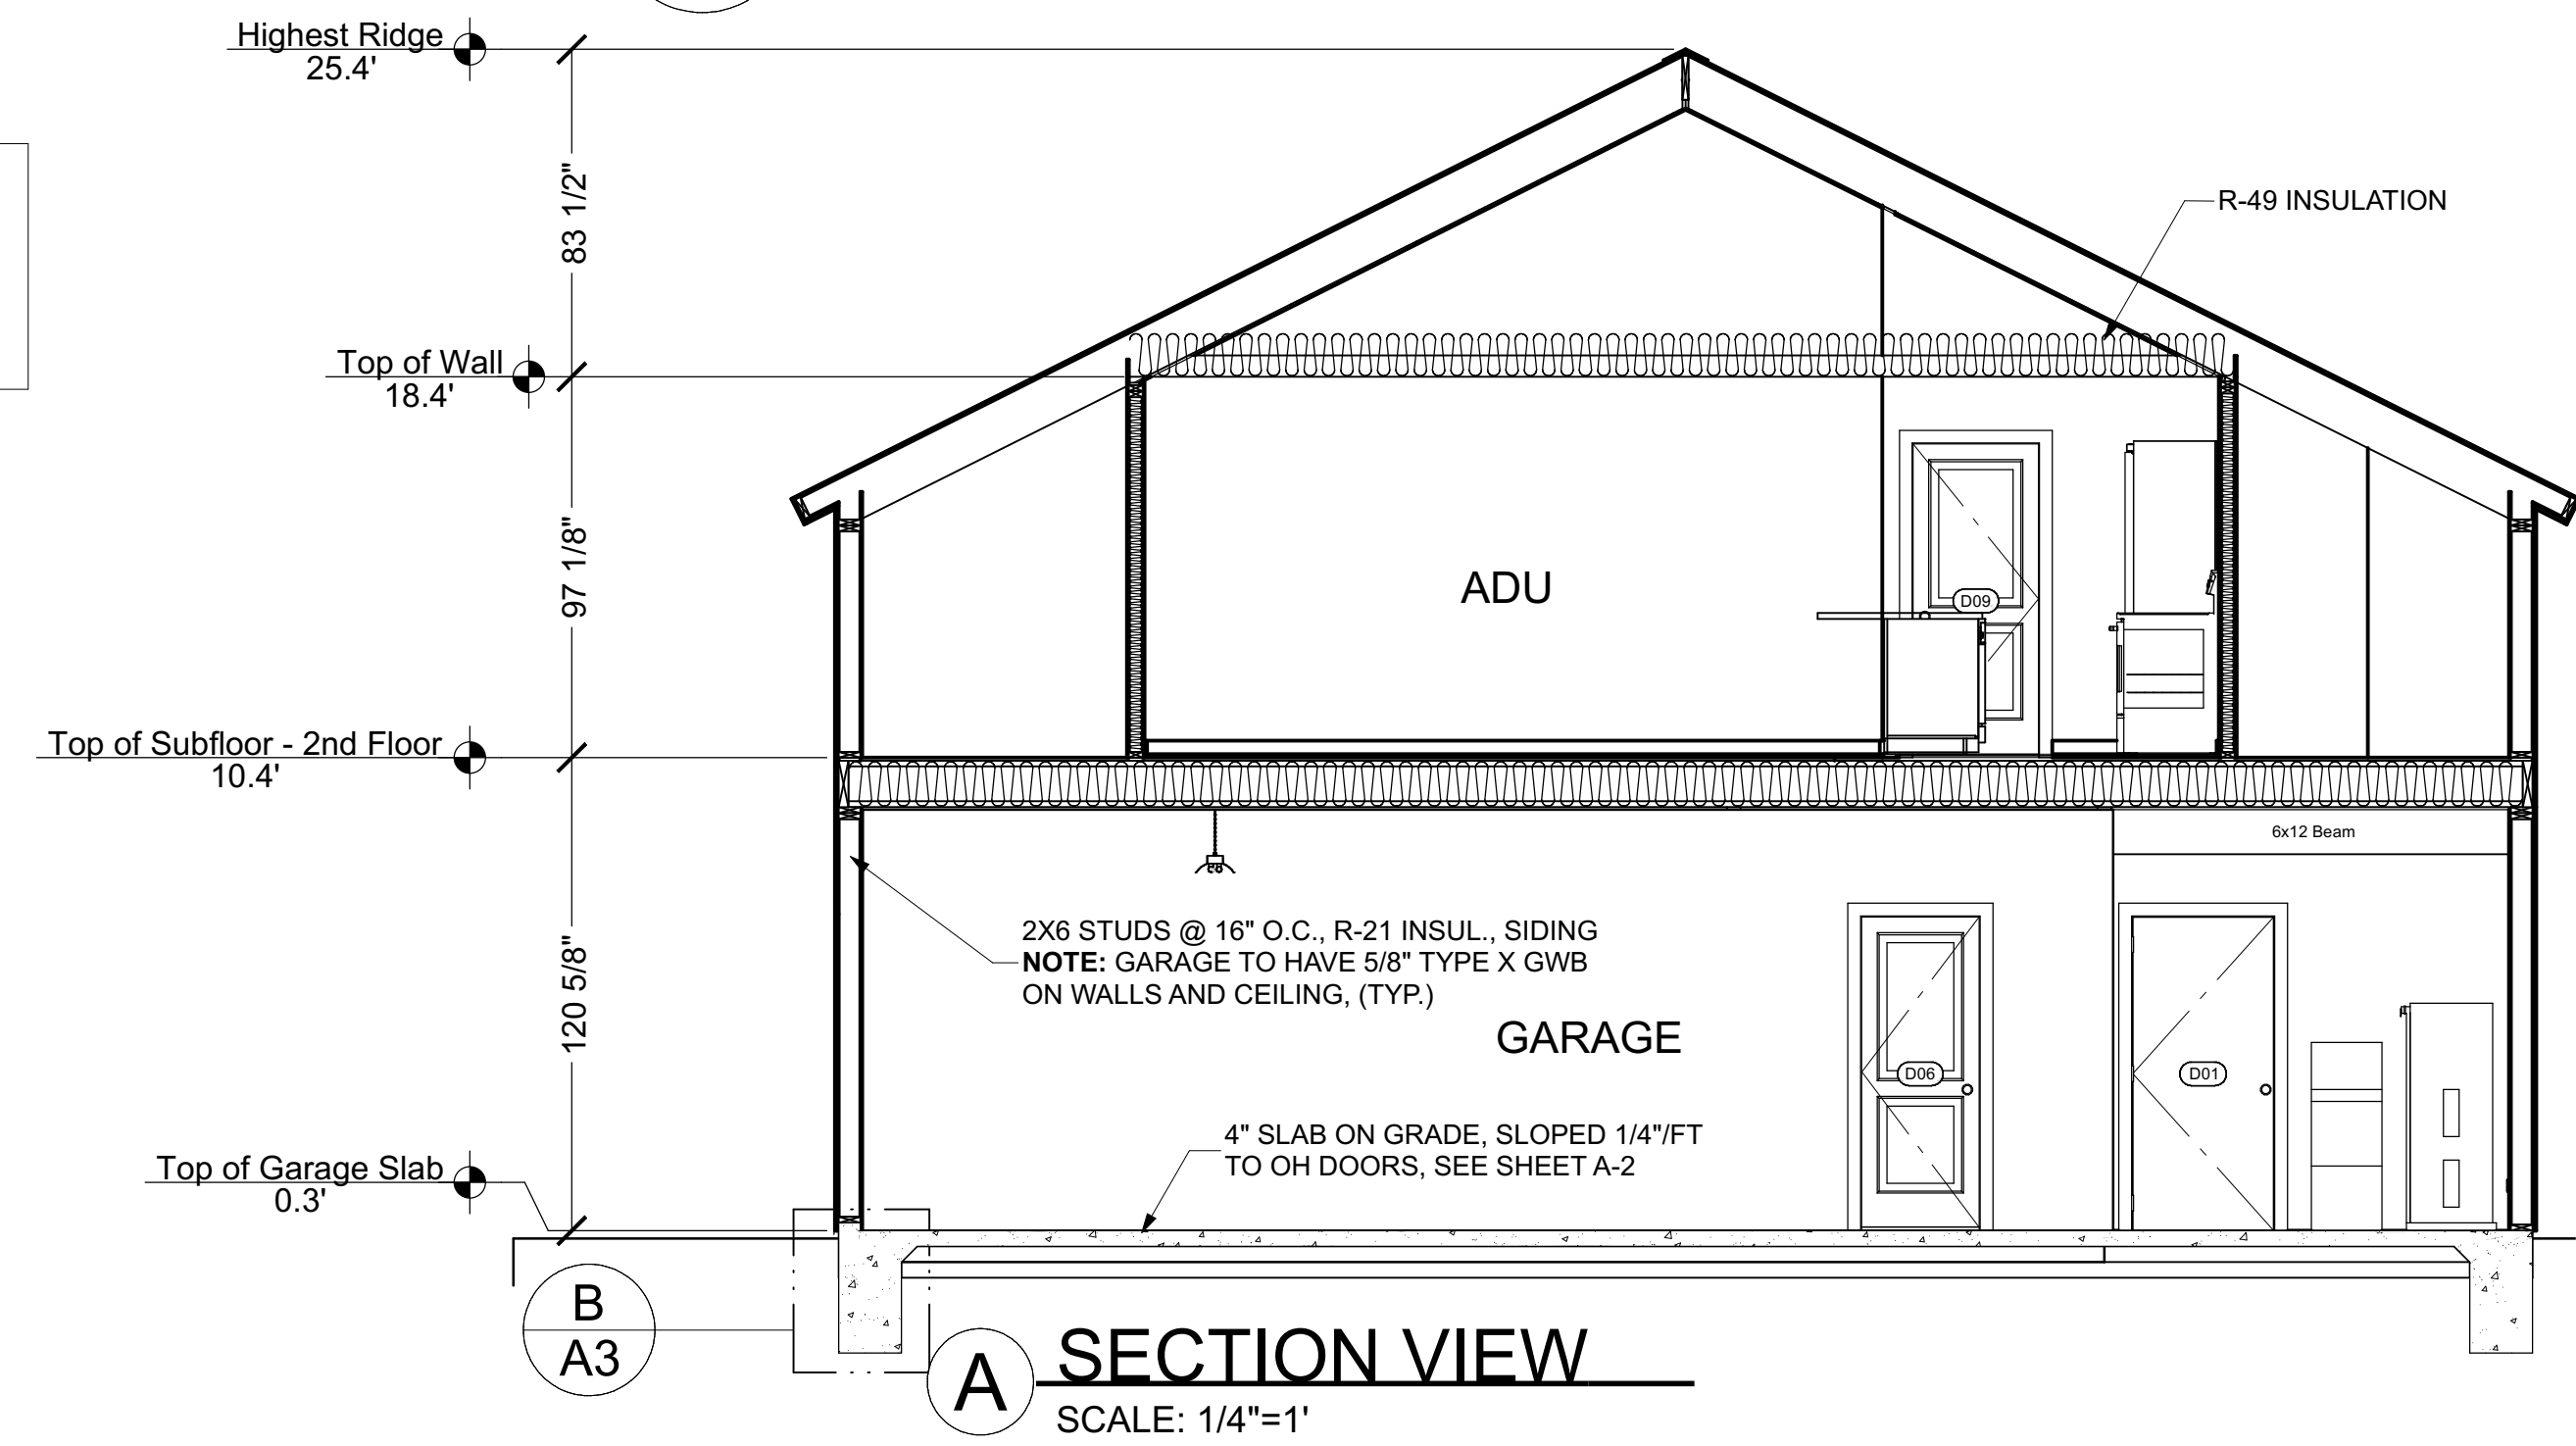 Highest Ridge
25.4'
83 1/2"
R-49 INSULATION
Top of Wall
18.4'
97 1/8"
ADU
D09
Top of Subfloor - 2nd Floor
10.4'
6x12 Beam
120 5/8"
2X6 STUDS @ 16" O.C., R-21 INSUL., SIDING
NOTE: GARAGE TO HAVE 5/8" TYPE X GWB
ON WALLS AND CEILING, (TYP.)
GARAGE
D06
D01
4" SLAB ON GRADE, SLOPED 1/4"/FT
TO OH DOORS, SEE SHEET A-2
Top of Garage Slab
0.3'
B
A3
A
SECTION VIEW
SCALE: 1/4"=1'